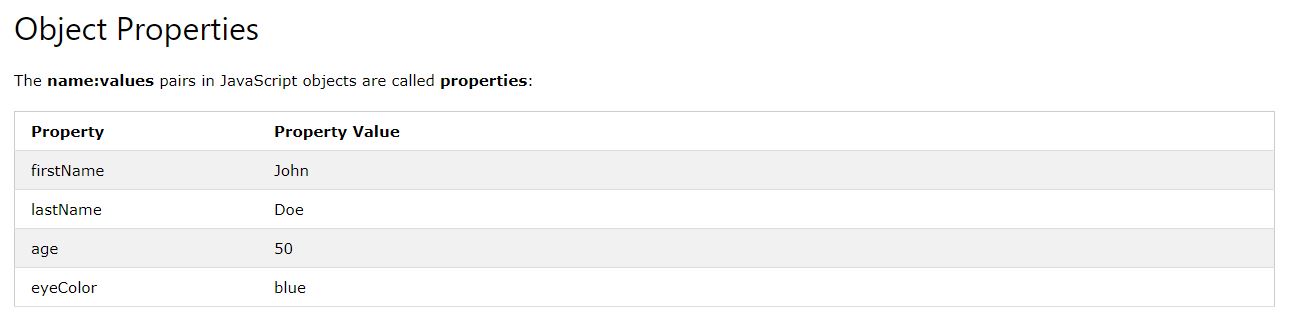 Object Properties
The name:values pairs in JavaScript objects are called properties:
Property Property Value
firstName John
lastName Doe
age 50
eyeColor blue